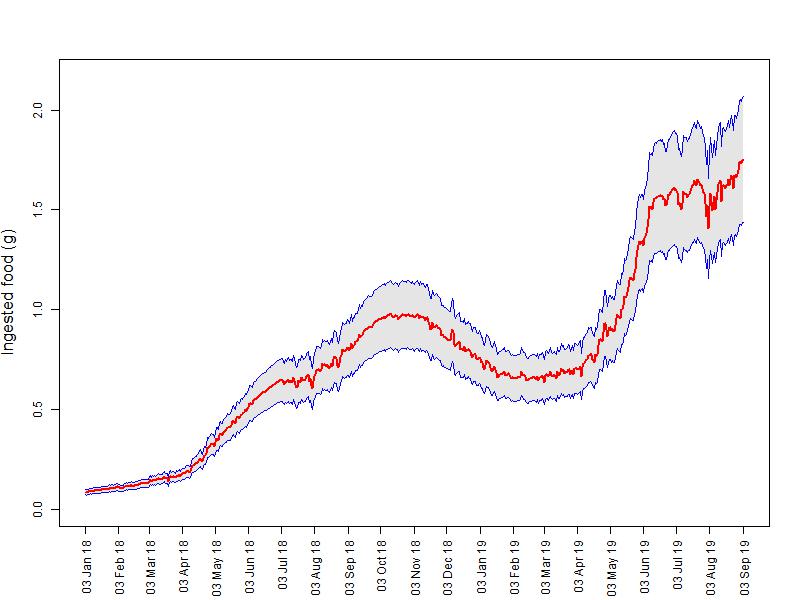 Ingested food (g)
2.0
1.5
1.0
0.5
0.0
03 Jan 18
03 Feb 18
03 Mar 18
03 Apr 18
03 May 18
03 Jun 18
03 Jul 18
03 Aug 18
03 Sep 18
03 Oct 18
03 Nov 18
03 Dec 18
03 Jan 19
03 Feb 19
03 Mar 19
03 Apr 19
03 May 19
03 Jun 19
03 Jul 19
03 Aug 19
03 Sep 19